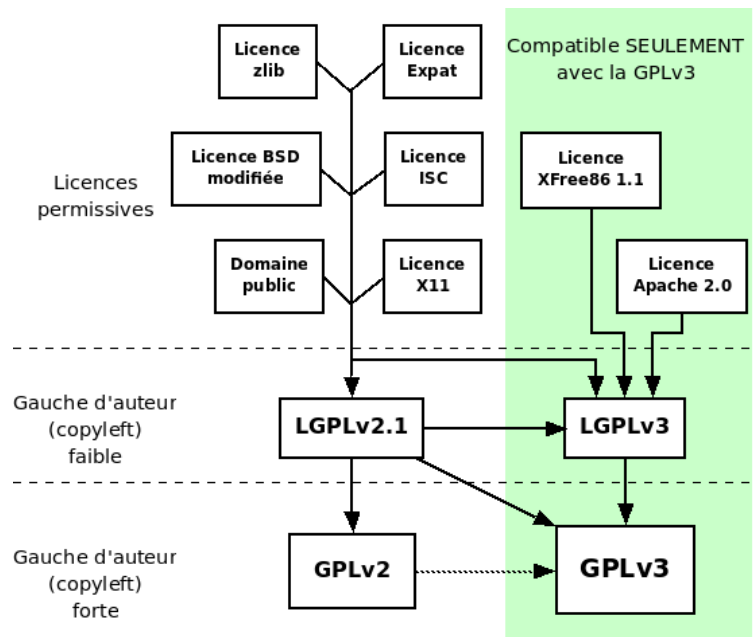 Licence
zlib
Licence
Expat
Compatible SEULEMENT
avec la GPLv3
Licences
permissives
Licence BSD
modifiée
Licence
ISC
Licence
XFree86 1.1
Domaine
public
Licence
X11
Licence
Apache 2.0
Gauche d'auteur
(copyleft)
faible
LGPLv2.1
LGPLv3
Gauche d'auteur
(copyleft)
forte
GPLv2
GPLv3